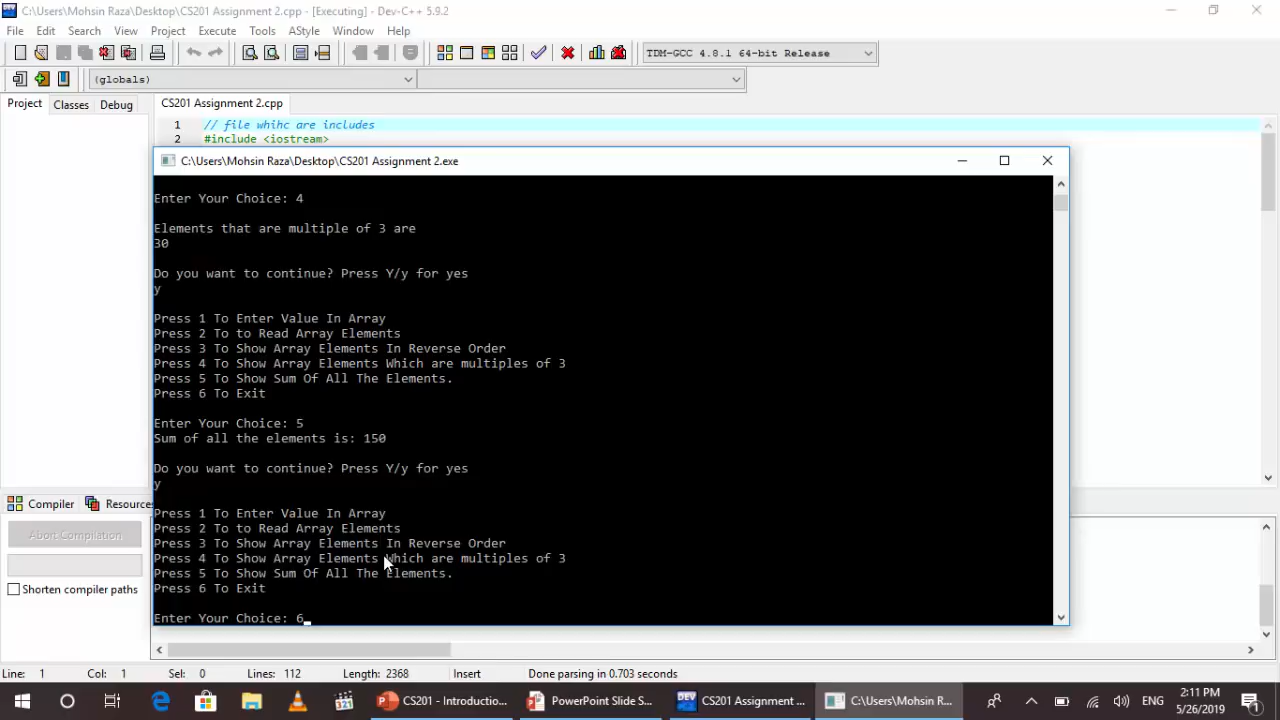 C:\Users\Mohsin Raza\Desktop\CS201 Assignment 2.cpp - [Executing] - Dev-C++ 5.9.2
File Edit Search View Project Execute Tools AStyle Window Help
TDM-GCC 4.8.1 64-bit Release
(globals)
Project Classes Debug CS201 Assignment 2.cpp
1 // file whihc are includes
2 #include <iostream>
C:\Users\Mohsin Raza\Desktop\CS201 Assignment 2.exe
Enter Your Choice: 4
Elements that are multiple of 3 are
30
Do you want to continue? Press Y/y for yes
y
Press 1 To Enter Value In Array
Press 2 To to Read Array Elements
Press 3 To Show Array Elements In Reverse Order
Press 4 To Show Array Elements Which are multiples of 3
Press 5 To Show Sum Of All The Elements.
Press 6 To Exit
Enter Your Choice: 5
Sum of all the elements is: 150
Do you want to continue? Press Y/y for yes
y
Press 1 To Enter Value In Array
Press 2 To to Read Array Elements
Press 3 To Show Array Elements In Reverse Order
Press 4 To Show Array Elements Which are multiples of 3
Press 5 To Show Sum Of All The Elements.
Press 6 To Exit
Enter Your Choice: 6
Compiler Resources
Abort Compilation
Shorten compiler paths
Line: 1 Col: 1 Sel: 0 Lines: 112 Length: 2368 Insert Done parsing in 0.703 seconds
CS201 - Introductio... PowerPoint Slide S... CS201 Assignment ... C:\Users\Mohsin R... ENG 2:11 PM
5/26/2019 1